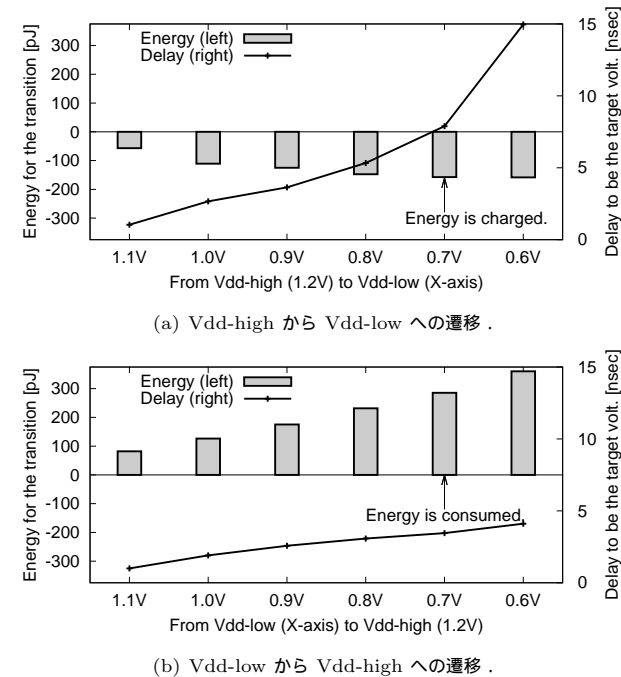 Energy for the transition [pJ]
300
200
100
0
-100
-200
-300
Energy (left)
Delay (right)
Energy is charged.
15
10
5
0
Delay to be the target volt. [nsec]
1.1V 1.0V 0.9V 0.8V 0.7V 0.6V
From Vdd-high (1.2V) to Vdd-low (X-axis)
(a) Vdd-high から Vdd-low への遷移 .
Energy for the transition [pJ]
300
200
100
0
-100
-200
-300
Energy (left)
Delay (right)
Energy is consumed.
15
10
5
0
Delay to be the target volt. [nsec]
1.1V 1.0V 0.9V 0.8V 0.7V 0.6V
From Vdd-low (X-axis) to Vdd-high (1.2V)
(b) Vdd-low から Vdd-high への遷移 .